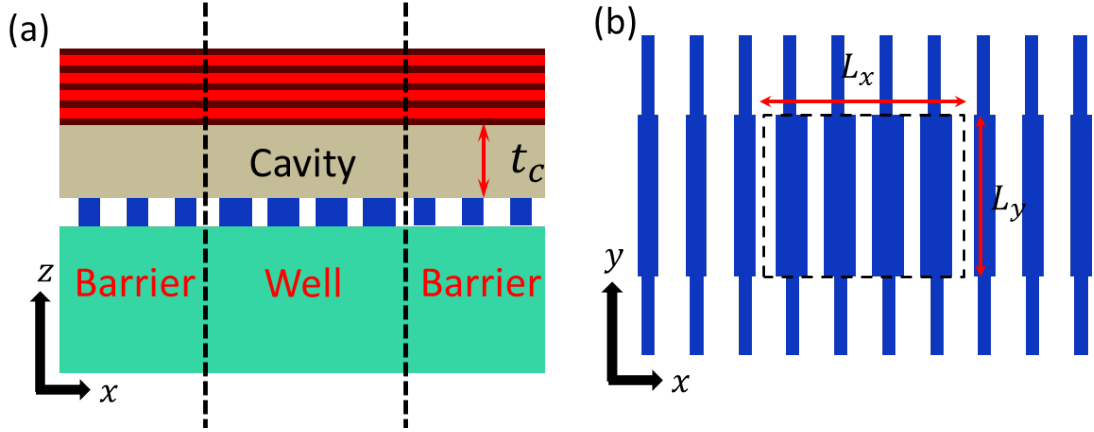 (a)
Cavity
t_c
Barrier
Well
Barrier
z
x
(b)
L_x
L_y
y
x